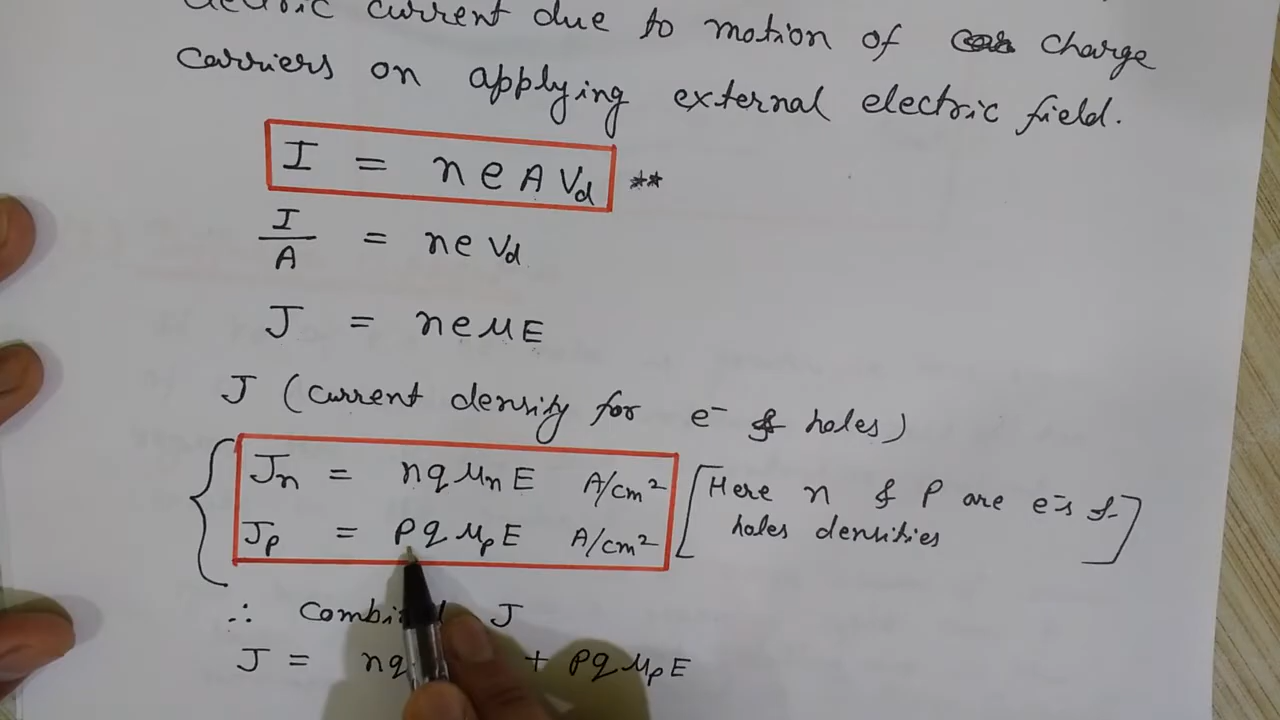 current due to motion of charge
carriers on applying external electric field.
I = neAVd **
I/A = neVd
J = neμE
J (current density for e⁻ & holes)
Jn = nqμnE A/cm²
Jp = pqμpE A/cm²
[Here n & p are e⁻s &
holes densities]
∴ J
J = nq + pqμpE